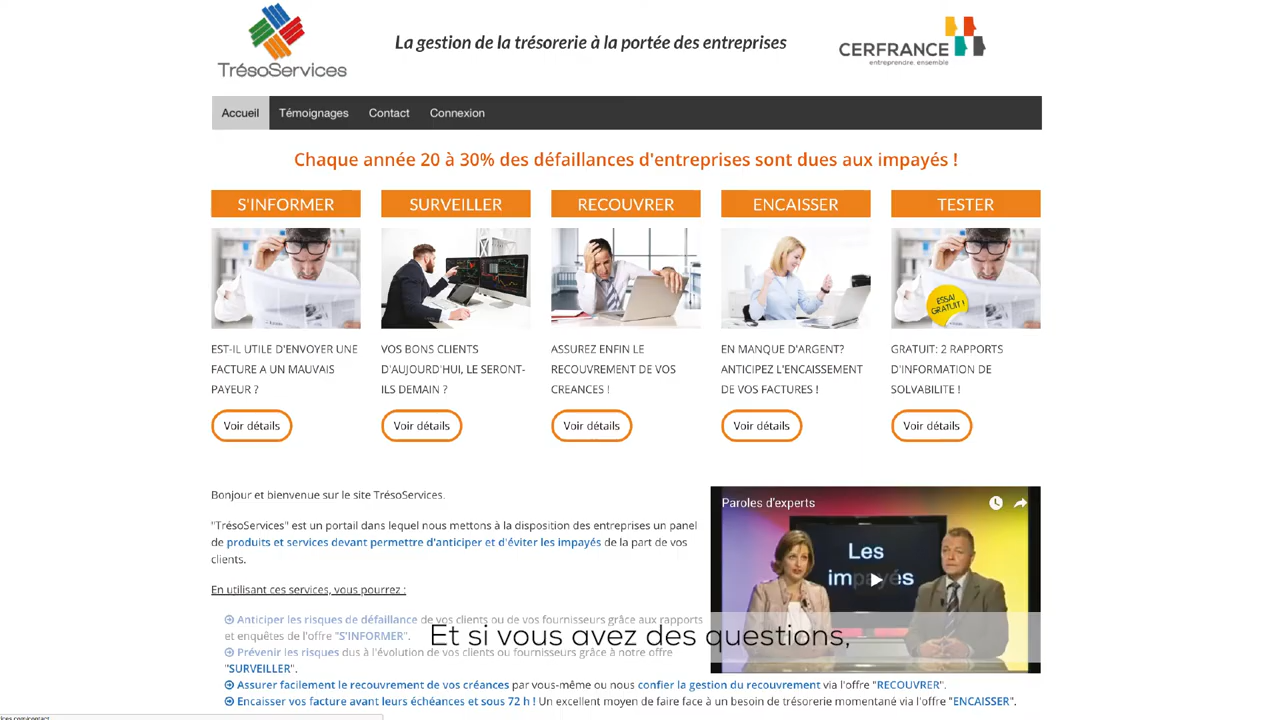 TrésoServices
La gestion de la trésorerie à la portée des entreprises
CERFRANCE
entreprendre. ensemble
Accueil
Témoignages
Contact
Connexion
Chaque année 20 à 30% des défaillances d'entreprises sont dues aux impayés !
S'INFORMER
SURVEILLER
RECOUVRER
ENCAISSER
TESTER
ESSAI
GRATUIT !
EST-IL UTILE D'ENVOYER UNE
FACTURE A UN MAUVAIS
PAYEUR ?
VOS BONS CLIENTS
D'AUJOURD'HUI, LE SERONT-
ILS DEMAIN ?
ASSUREZ ENFIN LE
RECOUVREMENT DE VOS
CREANCES !
EN MANQUE D'ARGENT?
ANTICIPEZ L'ENCAISSEMENT
DE VOS FACTURES !
GRATUIT: 2 RAPPORTS
D'INFORMATION DE
SOLVABILITE !
Voir détails
Voir détails
Voir détails
Voir détails
Voir détails
Bonjour et bienvenue sur le site TrésoServices.
"TrésoServices" est un portail dans lequel nous mettons à la disposition des entreprises un panel
de produits et services devant permettre d'anticiper et d'éviter les impayés de la part de vos
clients.
En utilisant ces services, vous pourrez :
Anticiper les risques de défaillance de vos clients ou de vos fournisseurs grâce aux rapports
et enquêtes de l'offre "S'INFORMER".
Prévenir les risques dus à l'évolution de vos clients ou fournisseurs grâce à notre offre
"SURVEILLER".
Assurer facilement le recouvrement de vos créances par vous-même ou nous confier la gestion du recouvrement via l'offre "RECOUVRER".
Encaisser vos facture avant leurs échéances et sous 72 h ! Un excellent moyen de faire face à un besoin de trésorerie momentané via l'offre "ENCAISSER".
Paroles d'experts
Les
impayés
Et si vous avez des questions,